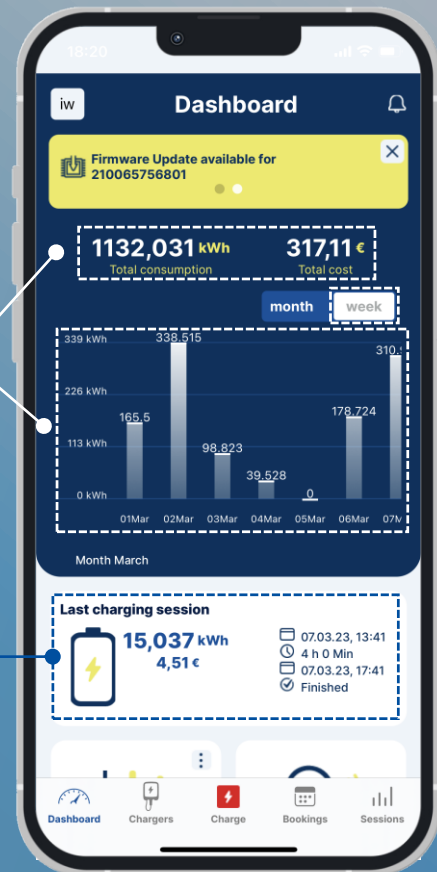 18:20
iw
Dashboard
Firmware Update available for
210065756801
1132,031 kWh
317,11 €
Total consumption
Total cost
month
week
339 kWh
338.515
310.
226 kWh
165.5
178.724
113 kWh
98.823
39.528
0
0 kWh
01Mar 02Mar 03Mar 04Mar 05Mar 06Mar 07M
Month March
Last charging session
15,037 kWh
4,51 €
07.03.23, 13:41
4 h 0 Min
07.03.23, 17:41
Finished
Dashboard
Chargers
Charge
Bookings
Sessions